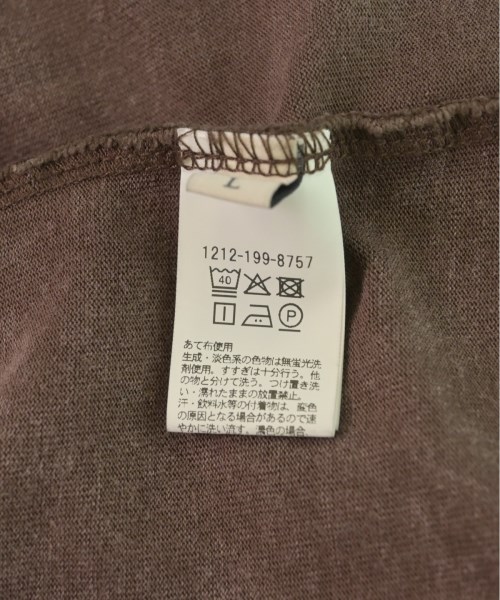 1212-199-8757
40
P
あて布使用
生成・淡色系の色物は無蛍光洗
剤使用。すすぎは十分行う。他
の物と分けて洗う。つけ置き洗
い・濡れたままの放置禁止。
汗・飲料水等の付着物は、変色
の原因となる場合があるので速
やかに洗い流す。濃色の場合